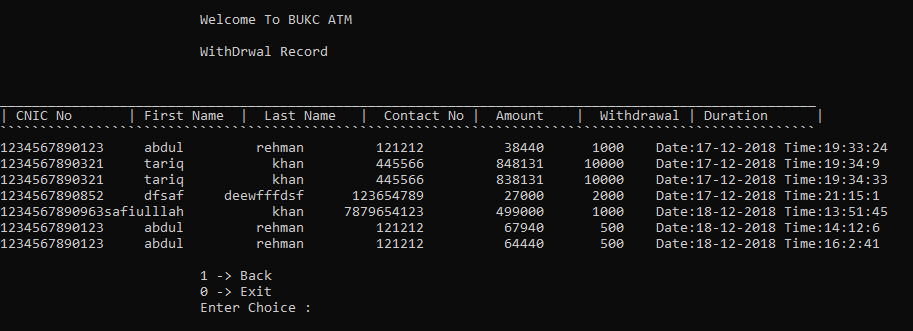 Welcome To BUKC ATM
WithDrwal Record
| CNIC No | First Name | Last Name | Contact No | Amount | Withdrawal | Duration |
1234567890123 abdul rehman 121212 38440 1000 Date:17-12-2018 Time:19:33:24
1234567890321 tariq khan 445566 848131 10000 Date:17-12-2018 Time:19:34:9
1234567890321 tariq khan 445566 838131 10000 Date:17-12-2018 Time:19:34:33
1234567890852 dfsaf deewfffdsf 123654789 27000 2000 Date:17-12-2018 Time:21:15:1
1234567890963safiulllah khan 7879654123 499000 1000 Date:18-12-2018 Time:13:51:45
1234567890123 abdul rehman 121212 67940 500 Date:18-12-2018 Time:14:12:6
1234567890123 abdul rehman 121212 64440 500 Date:18-12-2018 Time:16:2:41
1 -> Back
0 -> Exit
Enter Choice :